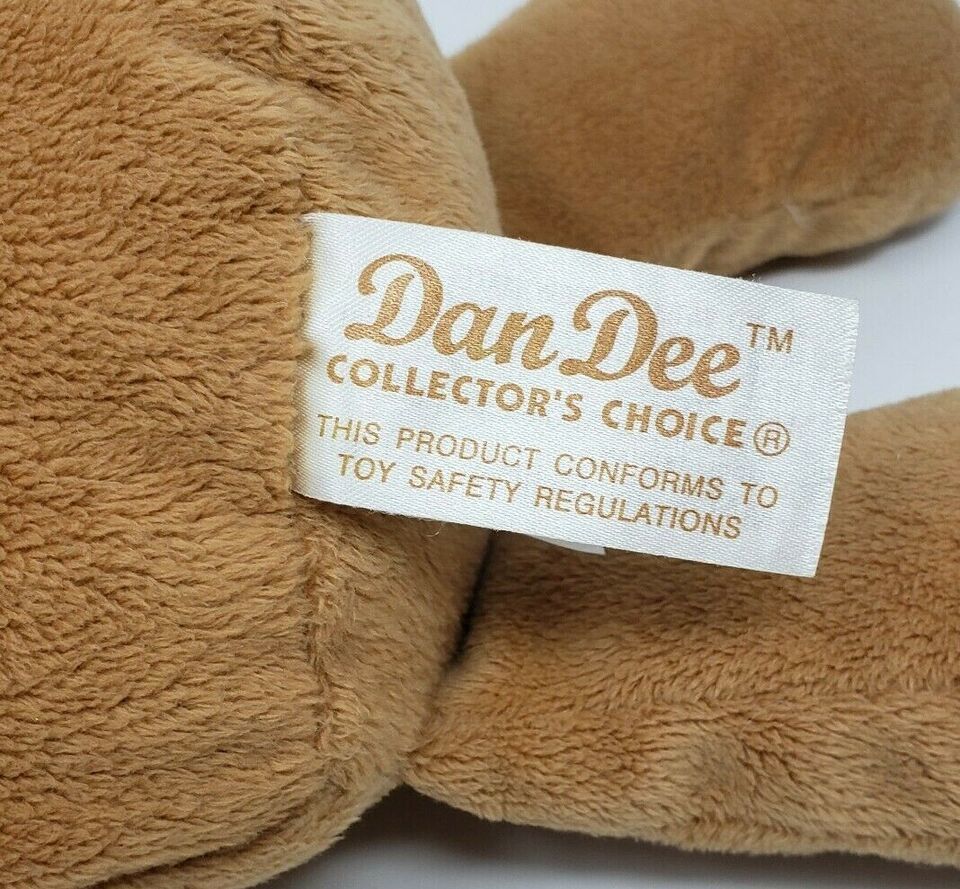 Dan Dee™
COLLECTOR'S CHOICE®
THIS PRODUCT CONFORMS TO
TOY SAFETY REGULATIONS